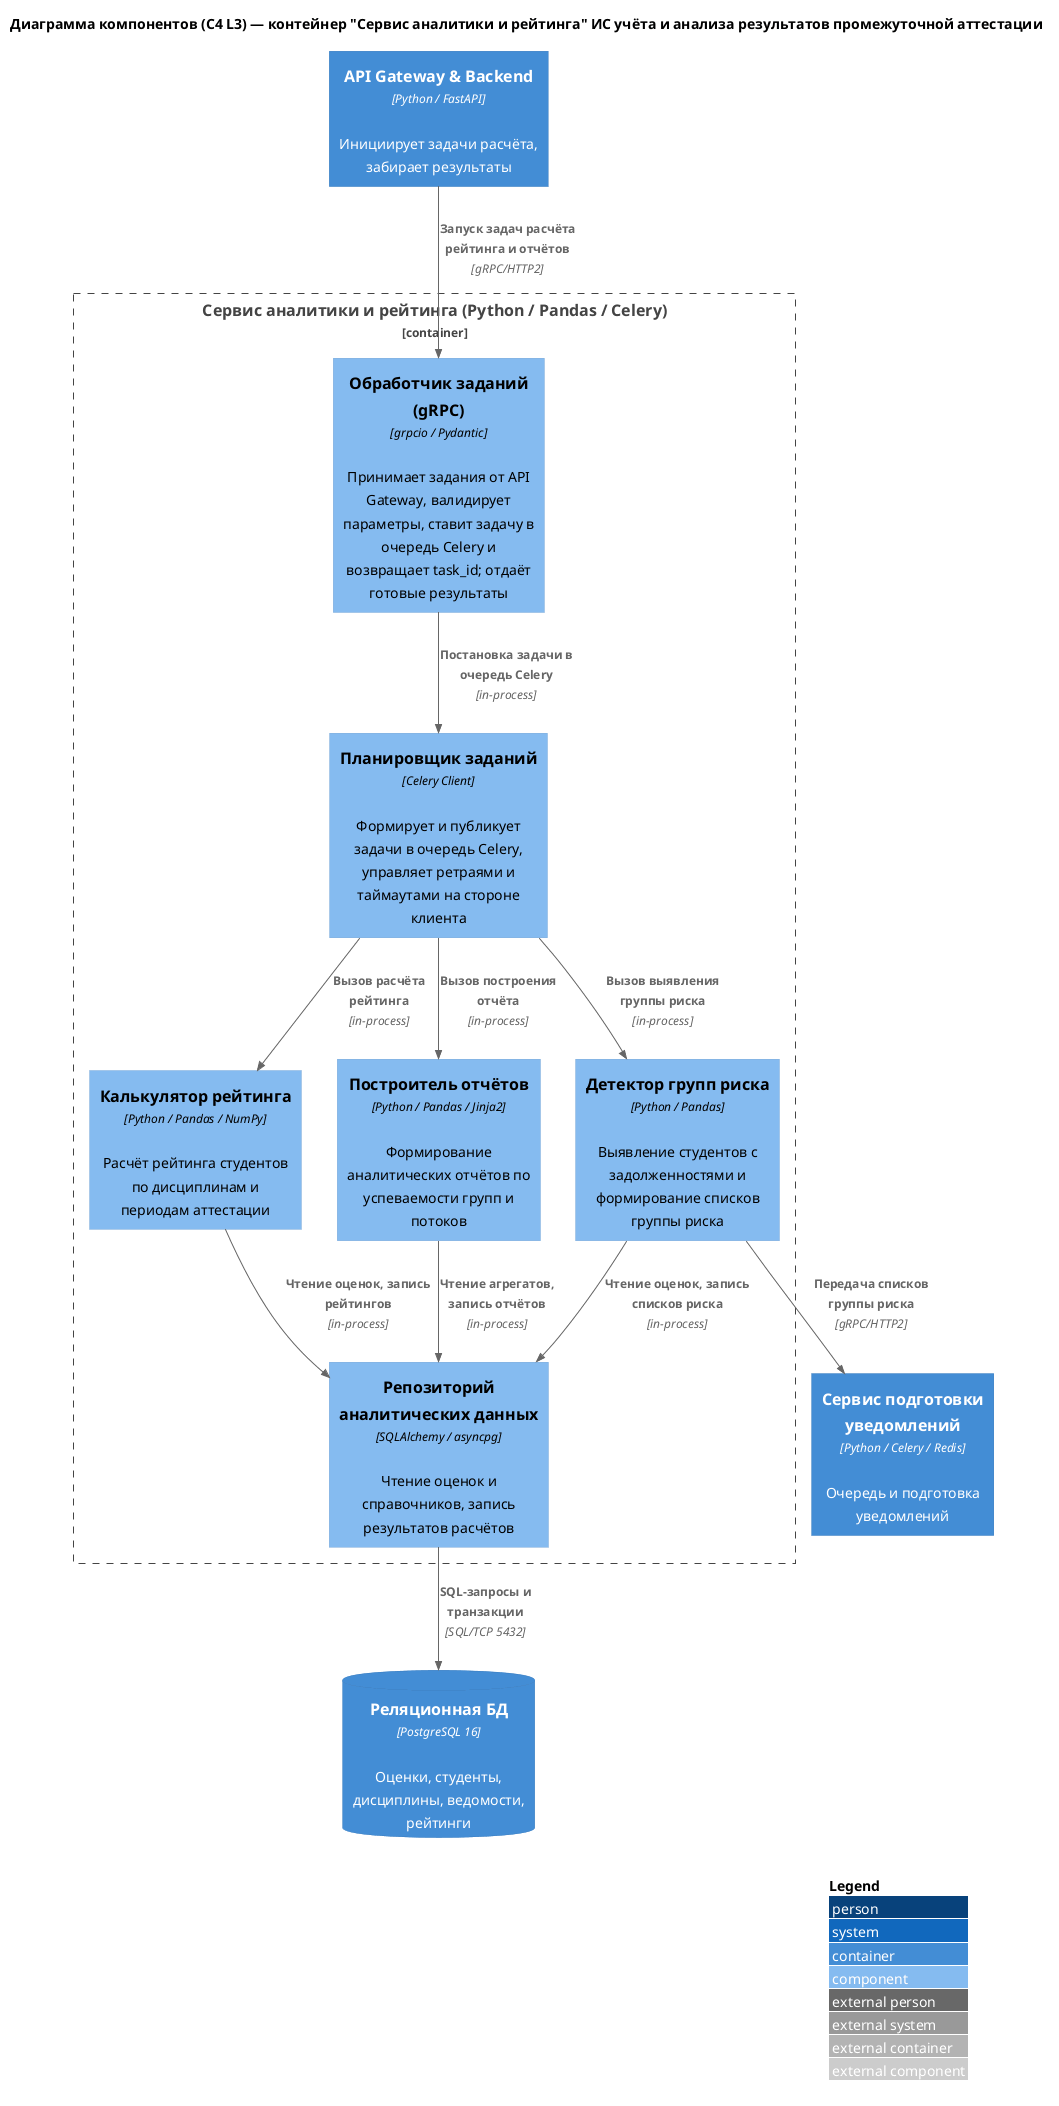 Диаграмма компонентов (C4 L3) — контейнер "Сервис аналитики и рейтинга" ИС учёта и анализа результатов промежуточной аттестации
API Gateway & Backend
[Python / FastAPI]
Инициирует задачи расчёта,
забирает результаты
Запуск задач расчёта
рейтинга и отчётов
[gRPC/HTTP2]
Сервис аналитики и рейтинга (Python / Pandas / Celery)
[container]
Обработчик заданий
(gRPC)
[grpcio / Pydantic]
Принимает задания от API
Gateway, валидирует
параметры, ставит задачу в
очередь Celery и
возвращает task_id; отдаёт
готовые результаты
Постановка задачи в
очередь Celery
[in-process]
Планировщик заданий
[Celery Client]
Формирует и публикует
задачи в очередь Celery,
управляет ретраями и
таймаутами на стороне
клиента
Вызов расчёта
рейтинга
[in-process]
Вызов построения
отчёта
[in-process]
Вызов выявления
группы риска
[in-process]
Калькулятор рейтинга
[Python / Pandas / NumPy]
Расчёт рейтинга студентов
по дисциплинам и
периодам аттестации
Построитель отчётов
[Python / Pandas / Jinja2]
Формирование
аналитических отчётов по
успеваемости групп и
потоков
Детектор групп риска
[Python / Pandas]
Выявление студентов с
задолженностями и
формирование списков
группы риска
Чтение оценок, запись
рейтингов
[in-process]
Чтение агрегатов,
запись отчётов
[in-process]
Чтение оценок, запись
списков риска
[in-process]
Передача списков
группы риска
[gRPC/HTTP2]
Репозиторий
аналитических данных
[SQLAlchemy / asyncpg]
Чтение оценок и
справочников, запись
результатов расчётов
Сервис подготовки
уведомлений
[Python / Celery / Redis]
Очередь и подготовка
уведомлений
SQL-запросы и
транзакции
[SQL/TCP 5432]
Реляционная БД
[PostgreSQL 16]
Оценки, студенты,
дисциплины, ведомости,
рейтинги
Legend
person
system
container
component
external person
external system
external container
external component